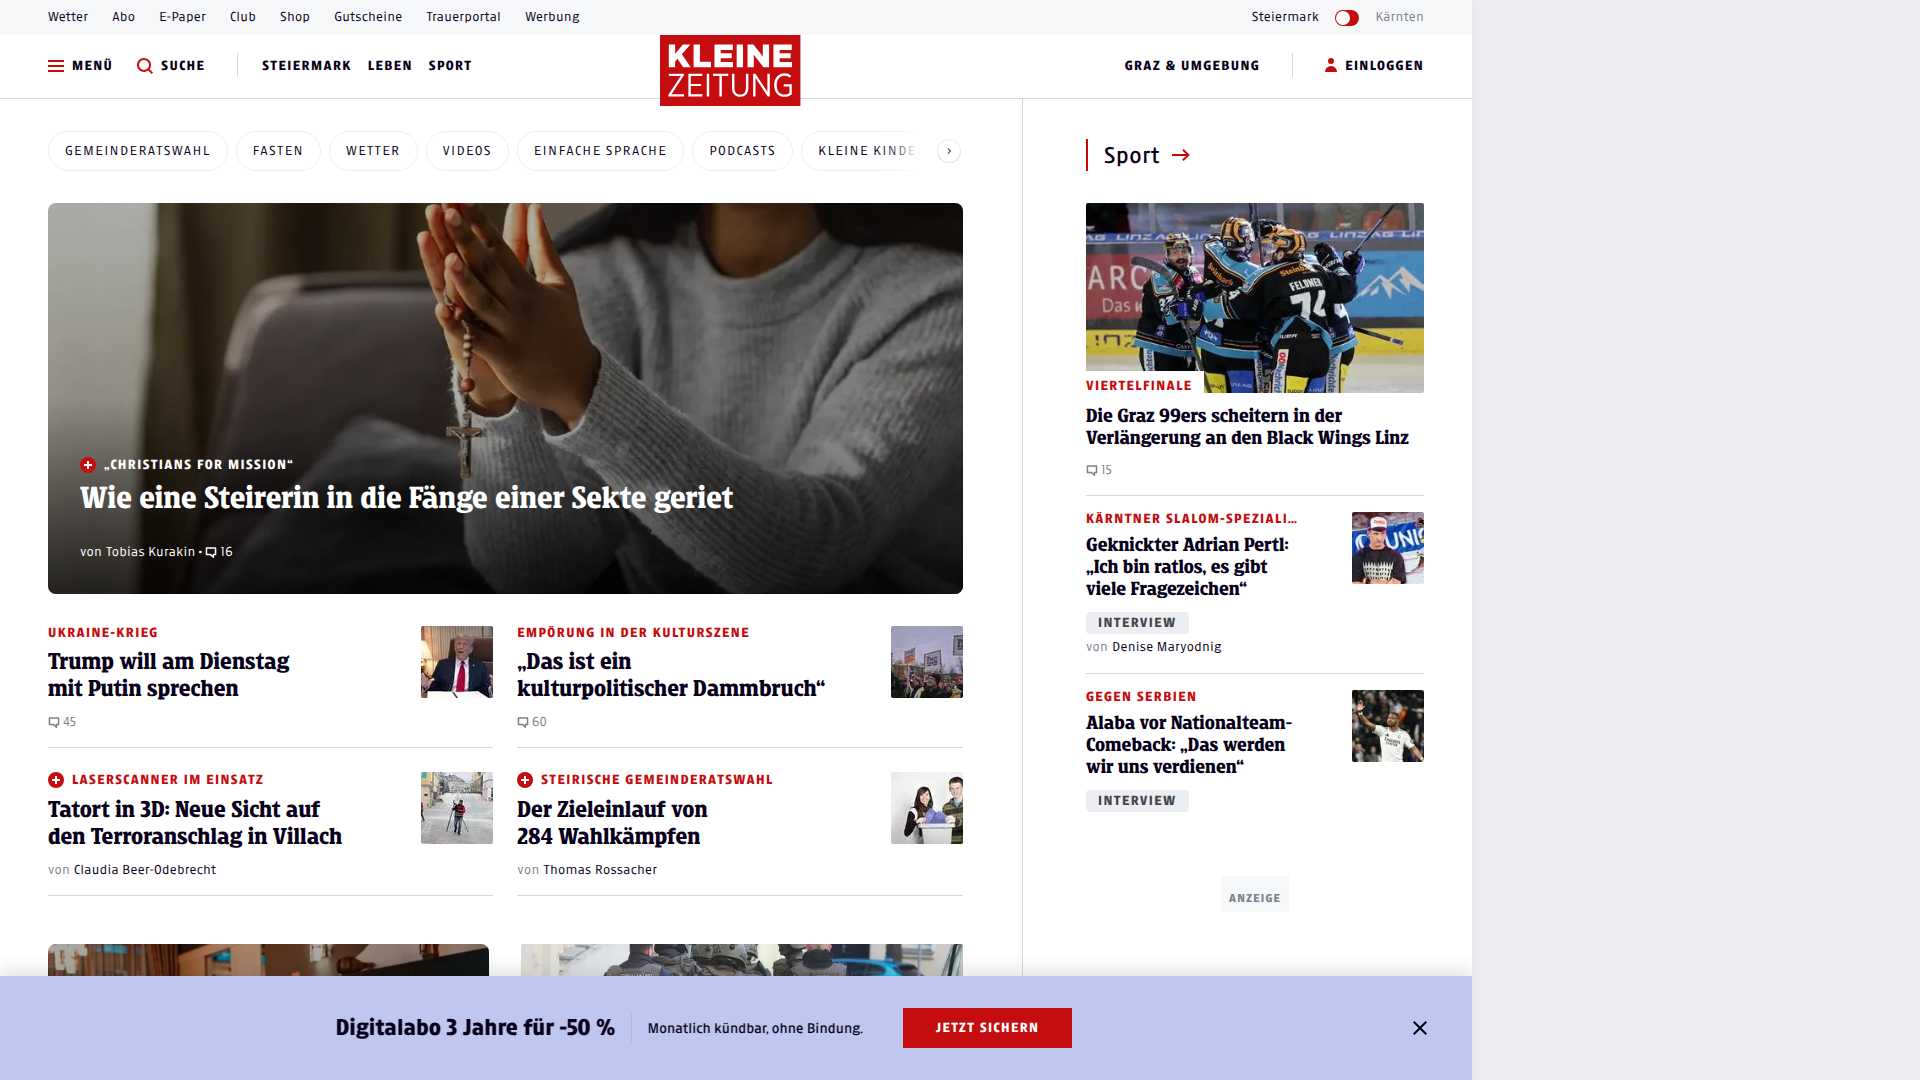 Wetter Abo E-Paper Club Shop Gutscheine Trauerportal Werbung
Steiermark Kärnten
MENÜ SUCHE STEIERMARK LEBEN SPORT
KLEINE
ZEITUNG
GRAZ & UMGEBUNG EINLOGGEN
GEMEINDERATSWAHL FASTEN WETTER VIDEOS EINFACHE SPRACHE PODCASTS KLEINE KINDE
„CHRISTIANS FOR MISSION“
Wie eine Steirerin in die Fänge einer Sekte geriet
von Tobias Kurakin • 16
UKRAINE-KRIEG
Trump will am Dienstag
mit Putin sprechen
45
EMPÖRUNG IN DER KULTURSZENE
„Das ist ein
kulturpolitischer Dammbruch“
60
LASERSCANNER IM EINSATZ
Tatort in 3D: Neue Sicht auf
den Terroranschlag in Villach
von Claudia Beer-Odebrecht
STEIRISCHE GEMEINDERATSWAHL
Der Zieleinlauf von
284 Wahlkämpfen
von Thomas Rossacher
Sport
LINZ AG
FELDNER
74
VIERTELFINALE
Die Graz 99ers scheitern in der
Verlängerung an den Black Wings Linz
15
KÄRNTNER SLALOM-SPEZIALI...
Geknickter Adrian Pertl:
„Ich bin ratlos, es gibt
viele Fragezeichen“
INTERVIEW
von Denise Maryodnig
GEGEN SERBIEN
Alaba vor Nationalteam-
Comeback: „Das werden
wir uns verdienen“
INTERVIEW
ANZEIGE
Digitalabo 3 Jahre für -50 %
Monatlich kündbar, ohne Bindung.
JETZT SICHERN